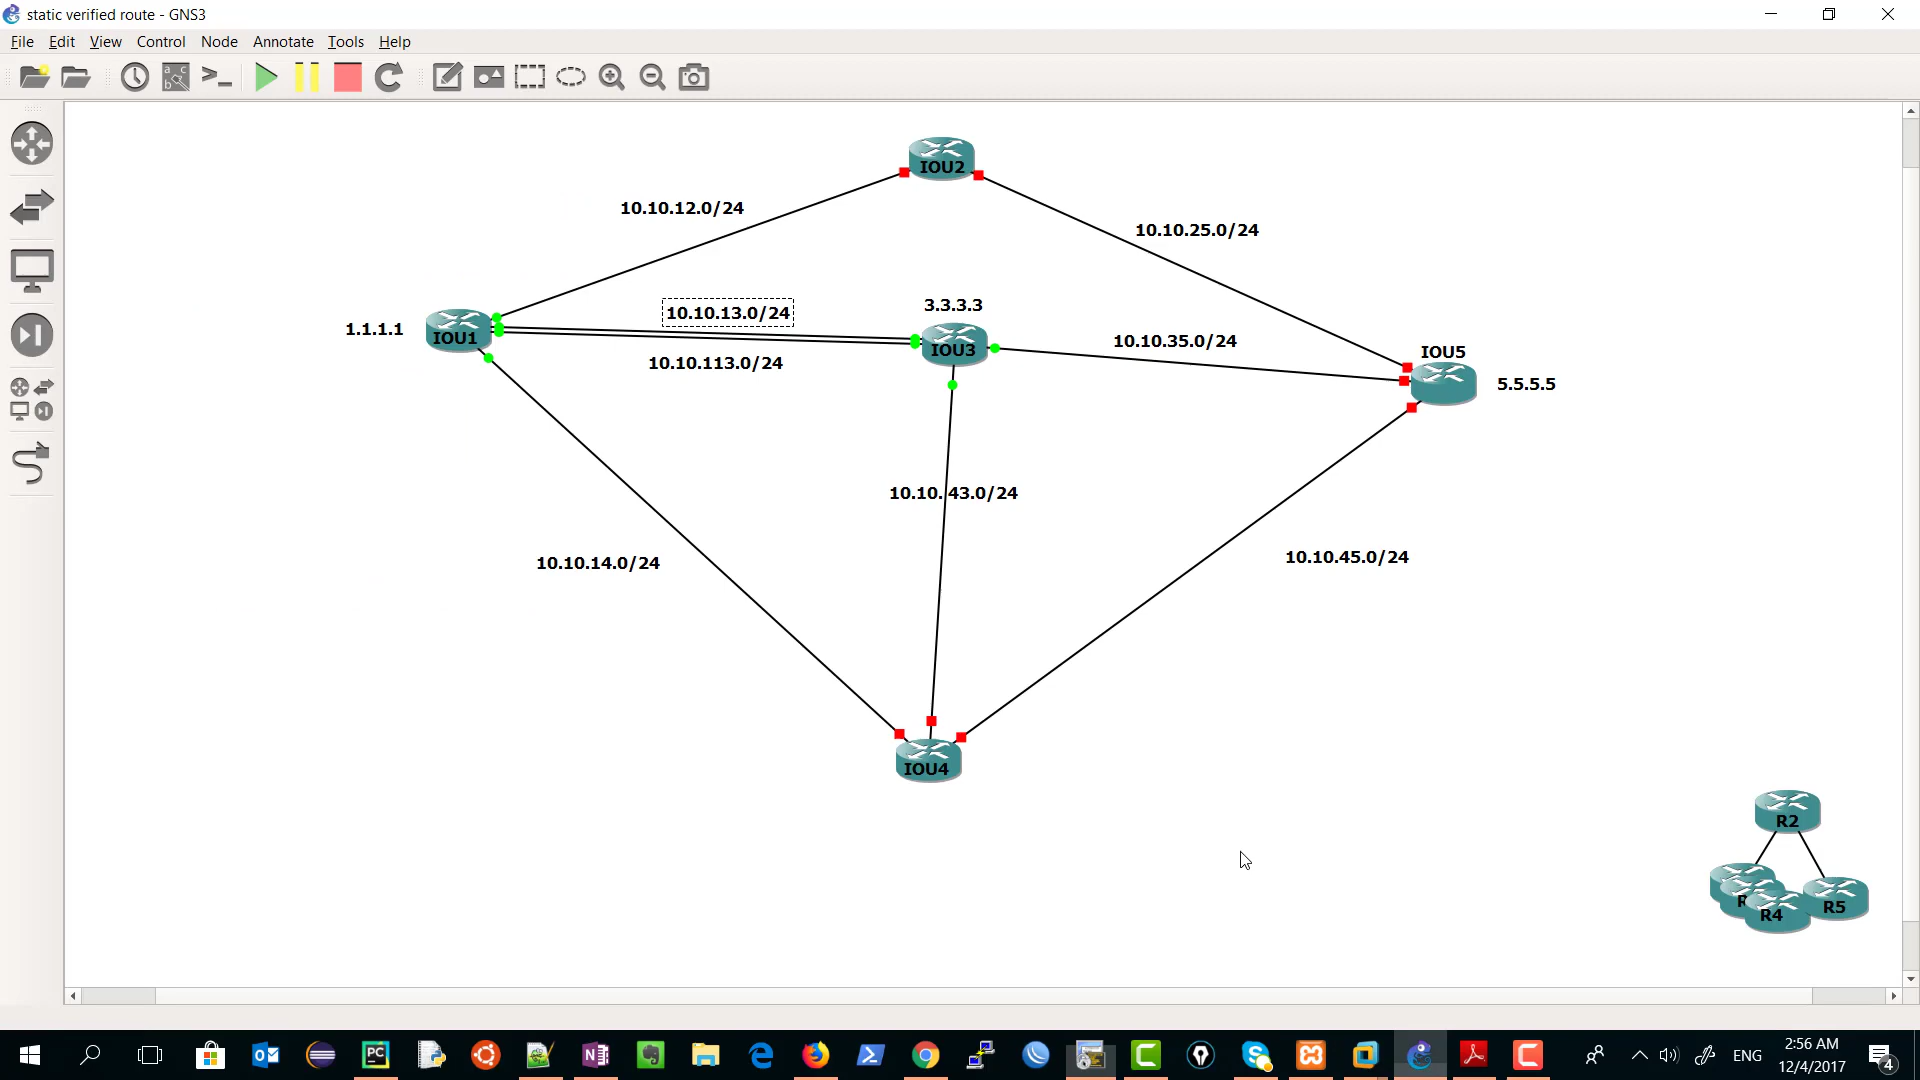 static verified route - GNS3
File Edit View Control Node Annotate Tools Help
IOU2
10.10.12.0/24
10.10.25.0/24
3.3.3.3
10.10.13.0/24
1.1.1.1
IOU1
IOU3
10.10.35.0/24
IOU5
10.10.113.0/24
5.5.5.5
10.10. 43.0/24
10.10.14.0/24
10.10.45.0/24
IOU4
R2
R
R4
R5
ENG
2:56 AM
12/4/2017
4